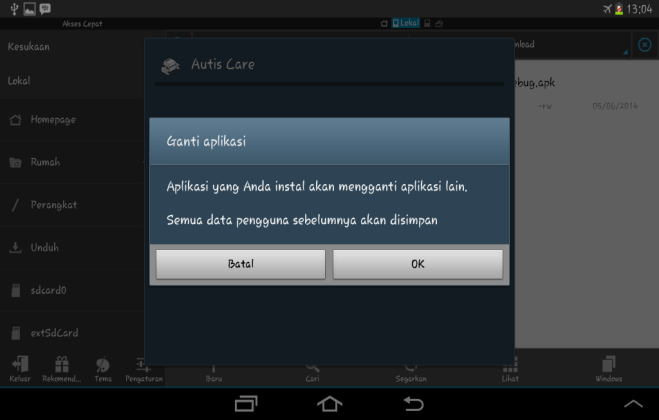 13:04
Akses Cepat
Lokal
Kesukaan
nload
Autis Care
Lokal
bug.apk
-rw
05/06/2016
Homepage
Ganti aplikasi
Rumah
Aplikasi yang Anda instal akan mengganti aplikasi lain.
Perangkat
Semua data pengguna sebelumnya akan disimpan
Unduh
Batal
OK
sdcard0
extSdCard
Keluar
Rekomend...
Tema
Pengaturan
Baru
Cari
Segarkan
Lihat
Windows